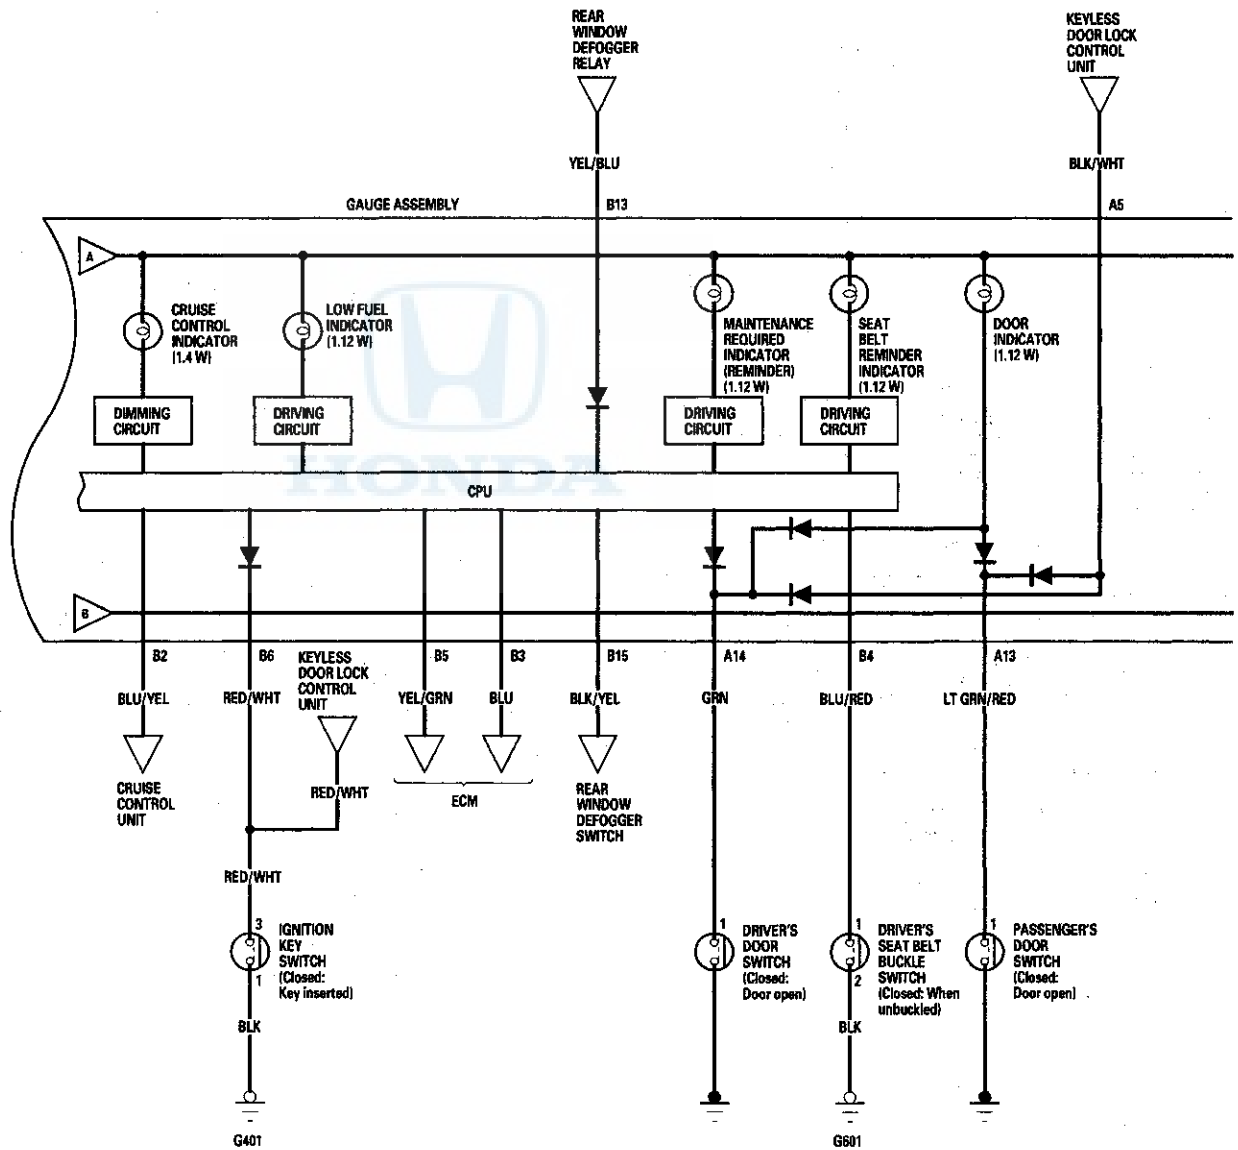 REAR
WINDOW
DEFOGGER
RELAY
KEYLESS
DOOR LOCK
CONTROL
UNIT
YEL/BLU
BLK/WHT
GAUGE ASSEMBLY
B13
A5
A
CRUISE
CONTROL
INDICATOR
(1.4 W)
LOW FUEL
INDICATOR
(1.12 W)
MAINTENANCE
REQUIRED
INDICATOR
(REMINDER)
(1.12 W)
SEAT
BELT
REMINDER
INDICATOR
(1.12 W)
DOOR
INDICATOR
(1.12 W)
DIMMING
CIRCUIT
DRIVING
CIRCUIT
DRIVING
CIRCUIT
DRIVING
CIRCUIT
HONDA
CPU
B
B2
B6
KEYLESS
DOOR LOCK
CONTROL
UNIT
B5
B3
B15
A14
B4
A13
BLU/YEL
RED/WHT
YEL/GRN
BLU
BLK/YEL
GRN
BLU/RED
LT GRN/RED
CRUISE
CONTROL
UNIT
RED/WHT
ECM
REAR
WINDOW
DEFOGGER
SWITCH
RED/WHT
3
1
IGNITION
KEY
SWITCH
(Closed:
Key inserted)
1
DRIVER'S
DOOR
SWITCH
(Closed:
Door open)
1
2
DRIVER'S
SEAT BELT
BUCKLE
SWITCH
(Closed: When
unbuckled)
1
PASSENGER'S
DOOR
SWITCH
(Closed:
Door open)
BLK
BLK
G401
G601